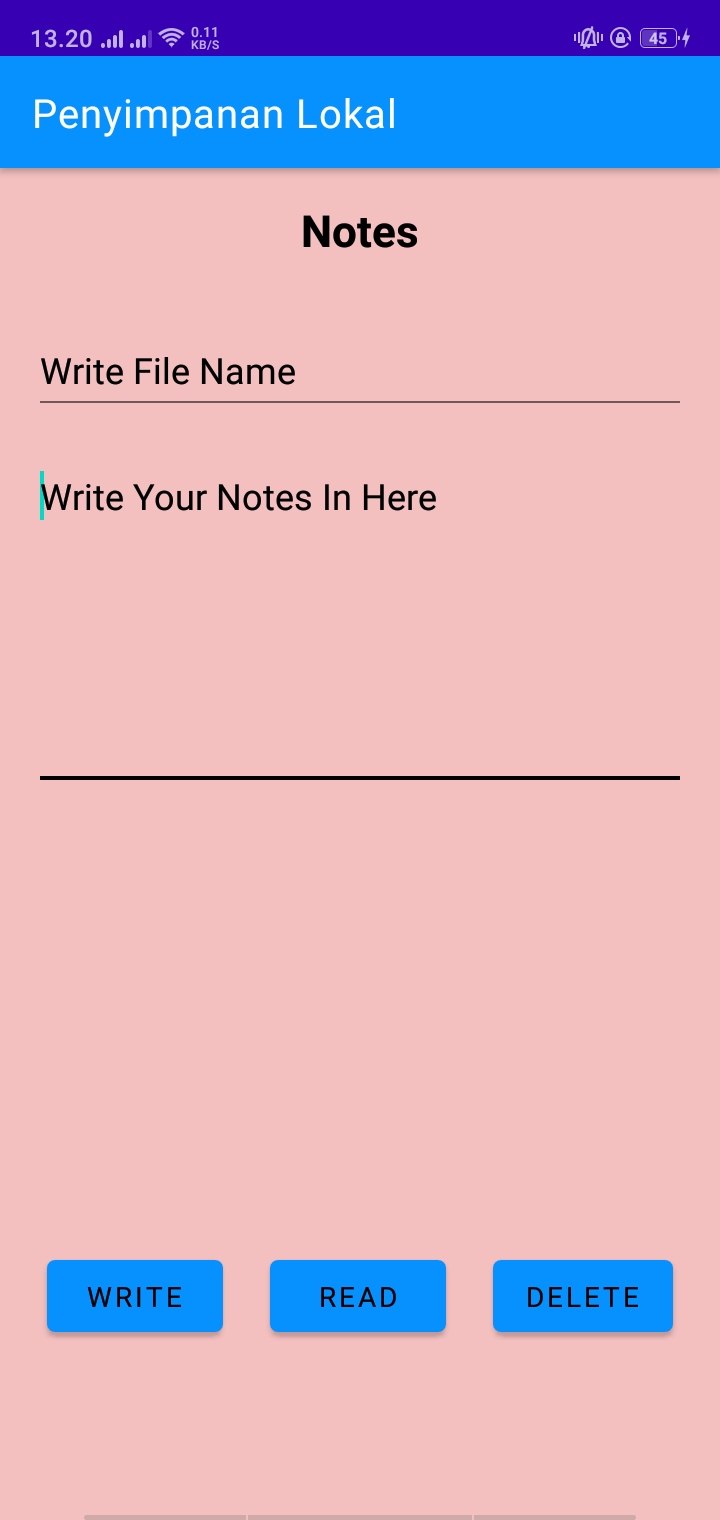 13.20 0.11 KB/S 45
Penyimpanan Lokal
Notes
Write File Name
Write Your Notes In Here
WRITE READ DELETE